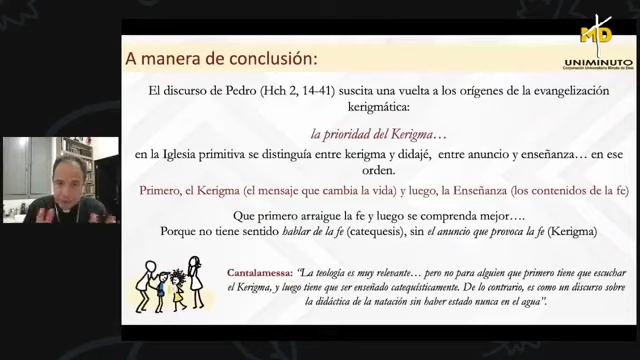 MD
UNIMINUTO
Corporación Universitaria Minuto de Dios
A manera de conclusión:
El discurso de Pedro (Hch 2, 14-41) suscita una vuelta a los orígenes de la evangelización
kerigmática:
la prioridad del Kerigma…
en la Iglesia primitiva se distinguía entre kerigma y didajé, entre anuncio y enseñanza… en ese
orden.
Primero, el Kerigma (el mensaje que cambia la vida) y luego, la Enseñanza (los contenidos de la fe)
Que primero arraigue la fe y luego se comprenda mejor….
Porque no tiene sentido hablar de la fe (catequesis), sin el anuncio que provoca la fe (Kerigma)
Cantalamessa: “La teología es muy relevante… pero no para alguien que primero tiene que escuchar
el Kerigma, y luego tiene que ser enseñado catequísticamente. De lo contrario, es como un discurso sobre
la didáctica de la natación sin haber estado nunca en el agua”.